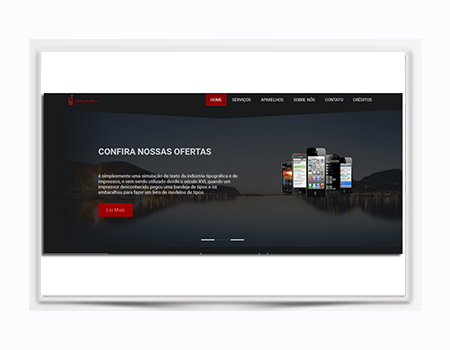 HOME SERVIÇOS APARELHOS SOBRE NÓS CONTATO CRÉDITOS
CONFIRA NOSSAS OFERTAS
é simplesmente uma simulação de texto da indústria tipográfica e de
impressos, e vem sendo utilizado desde o século XVI, quando um
impressor desconhecido pegou uma bandeja de tipos e os
embaralhou para fazer um livro de modelos de tipos.
Ler Mais